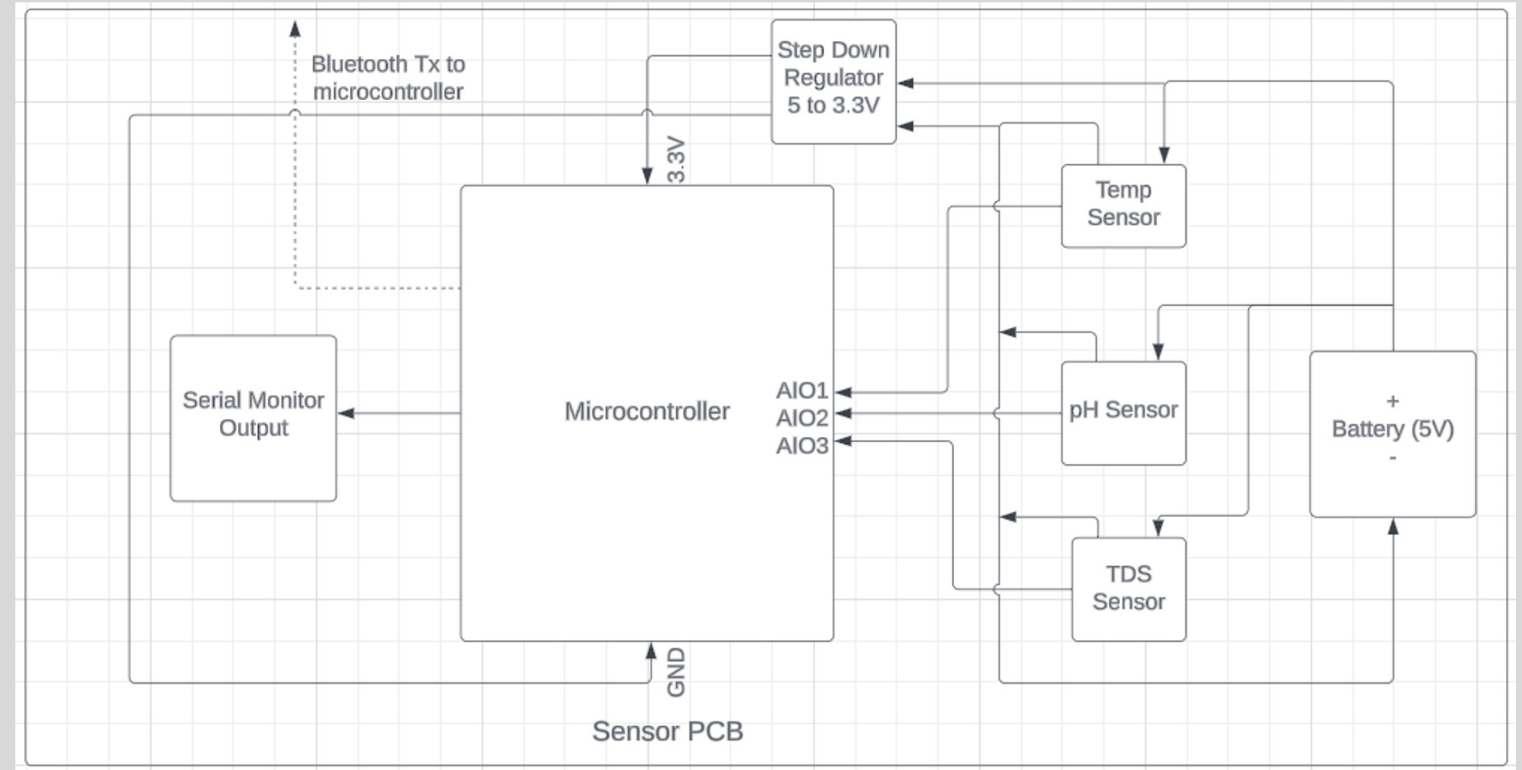 Step Down
Regulator
5 to 3.3V
Bluetooth Tx to
microcontroller
3.3V
Temp
Sensor
Serial Monitor
Output
Microcontroller
AIO1
AIO2
AIO3
pH Sensor
+
Battery (5V)
-
TDS
Sensor
GND
Sensor PCB